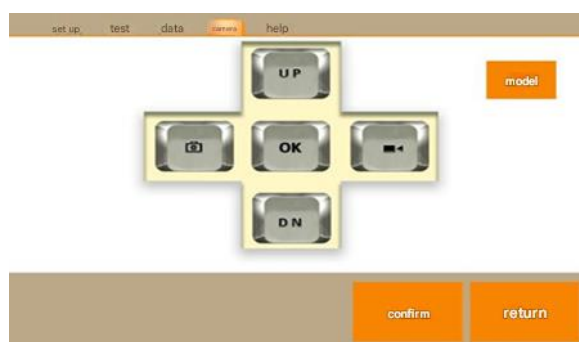 set up test data camera help
UP
model
OK
DN
confirm return